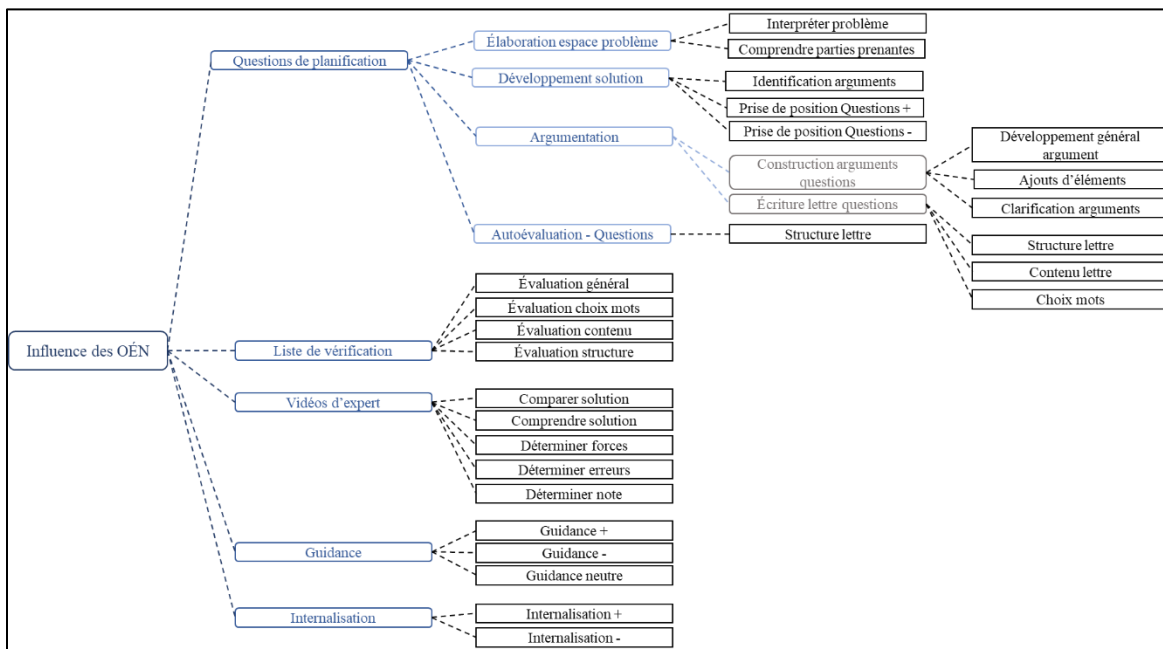 Influence des OÉN
Questions de planification
Élaboration espace problème
Interpréter problème
Comprendre parties prenantes
Développement solution
Identification arguments
Prise de position Questions +
Prise de position Questions -
Argumentation
Construction arguments
questions
Développement général
argument
Ajouts d'éléments
Clarification arguments
Écriture lettre questions
Structure lettre
Contenu lettre
Choix mots
Autoévaluation - Questions
Structure lettre
Liste de vérification
Évaluation général
Évaluation choix mots
Évaluation contenu
Évaluation structure
Vidéos d'expert
Comparer solution
Comprendre solution
Déterminer forces
Déterminer erreurs
Déterminer note
Guidance
Guidance +
Guidance -
Guidance neutre
Internalisation
Internalisation +
Internalisation -